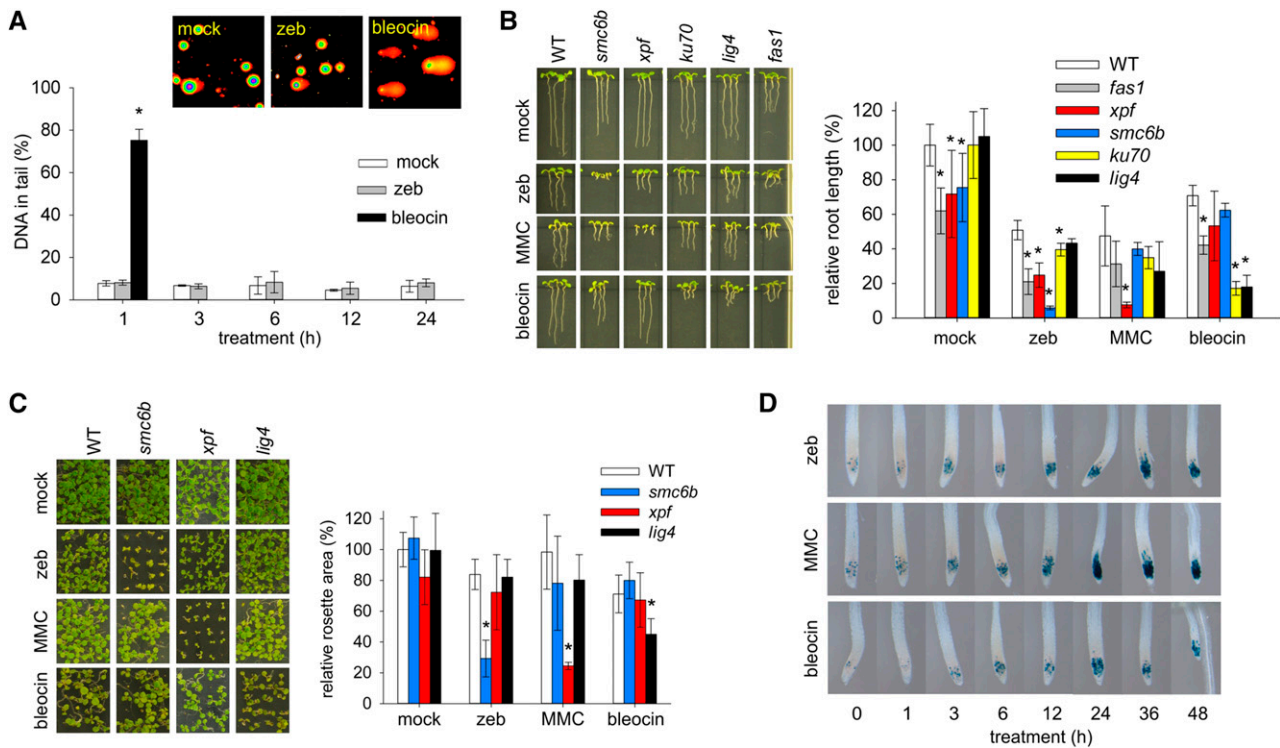 A
mock
zeb
bleocin
DNA in tail (%)
100
80
60
40
20
0
*
mock
zeb
bleocin
1
3
6
12
24
treatment (h)
B
WT
smc6b
xpf
ku70
lig4
fas1
mock
zeb
MMC
bleocin
relative root length (%)
120
100
80
60
40
20
0
WT
fas1
xpf
smc6b
ku70
lig4
* * *
* * * *
*
* * *
mock
zeb
MMC
bleocin
C
WT
smc6b
xpf
lig4
mock
zeb
MMC
bleocin
relative rosette area (%)
120
100
80
60
40
20
0
WT
smc6b
xpf
lig4
*
*
*
mock
zeb
MMC
bleocin
D
zeb
MMC
bleocin
0
1
3
6
12
24
36
48
treatment (h)